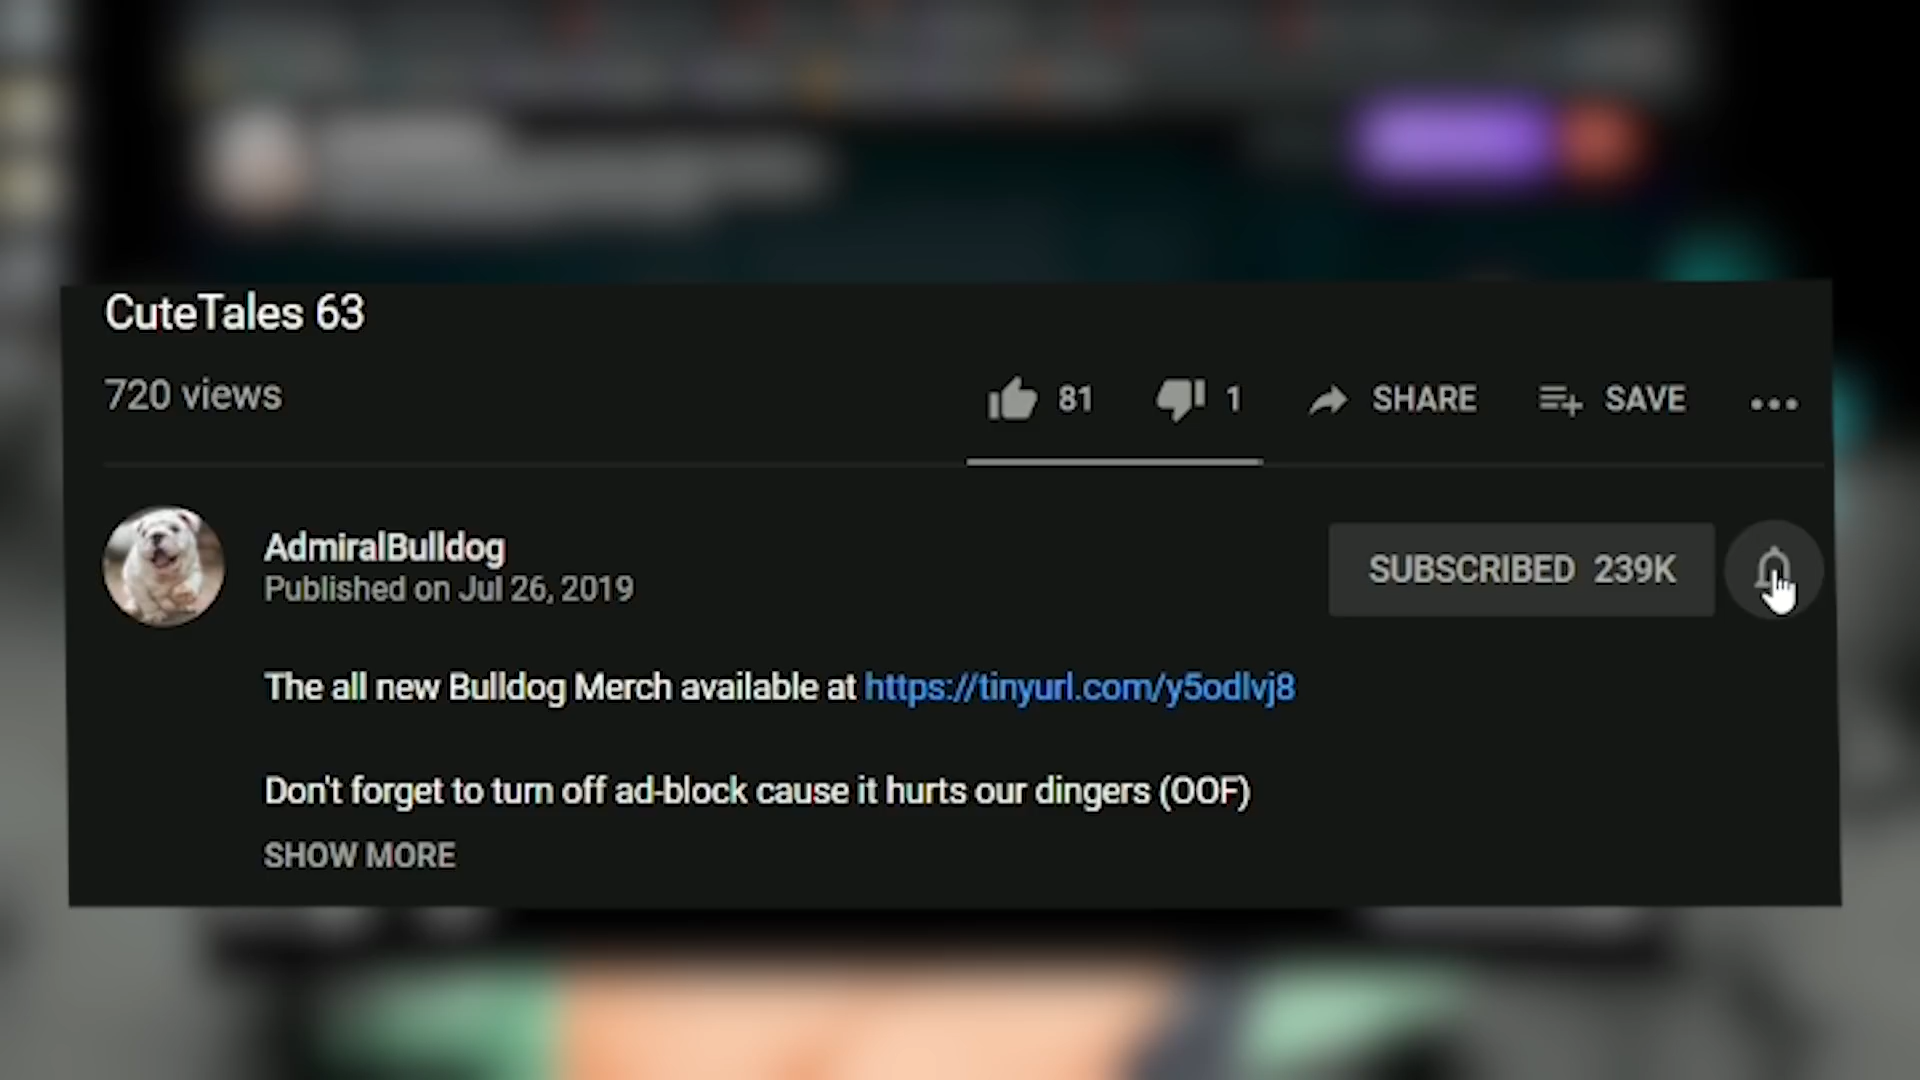 CuteTales 63
720 views
81 1 SHARE SAVE
AdmiralBulldog
Published on Jul 26, 2019
SUBSCRIBED 239K
The all new Bulldog Merch available at https://tinyurl.com/y5odlvj8
Don't forget to turn off ad-block cause it hurts our dingers (OOF)
SHOW MORE